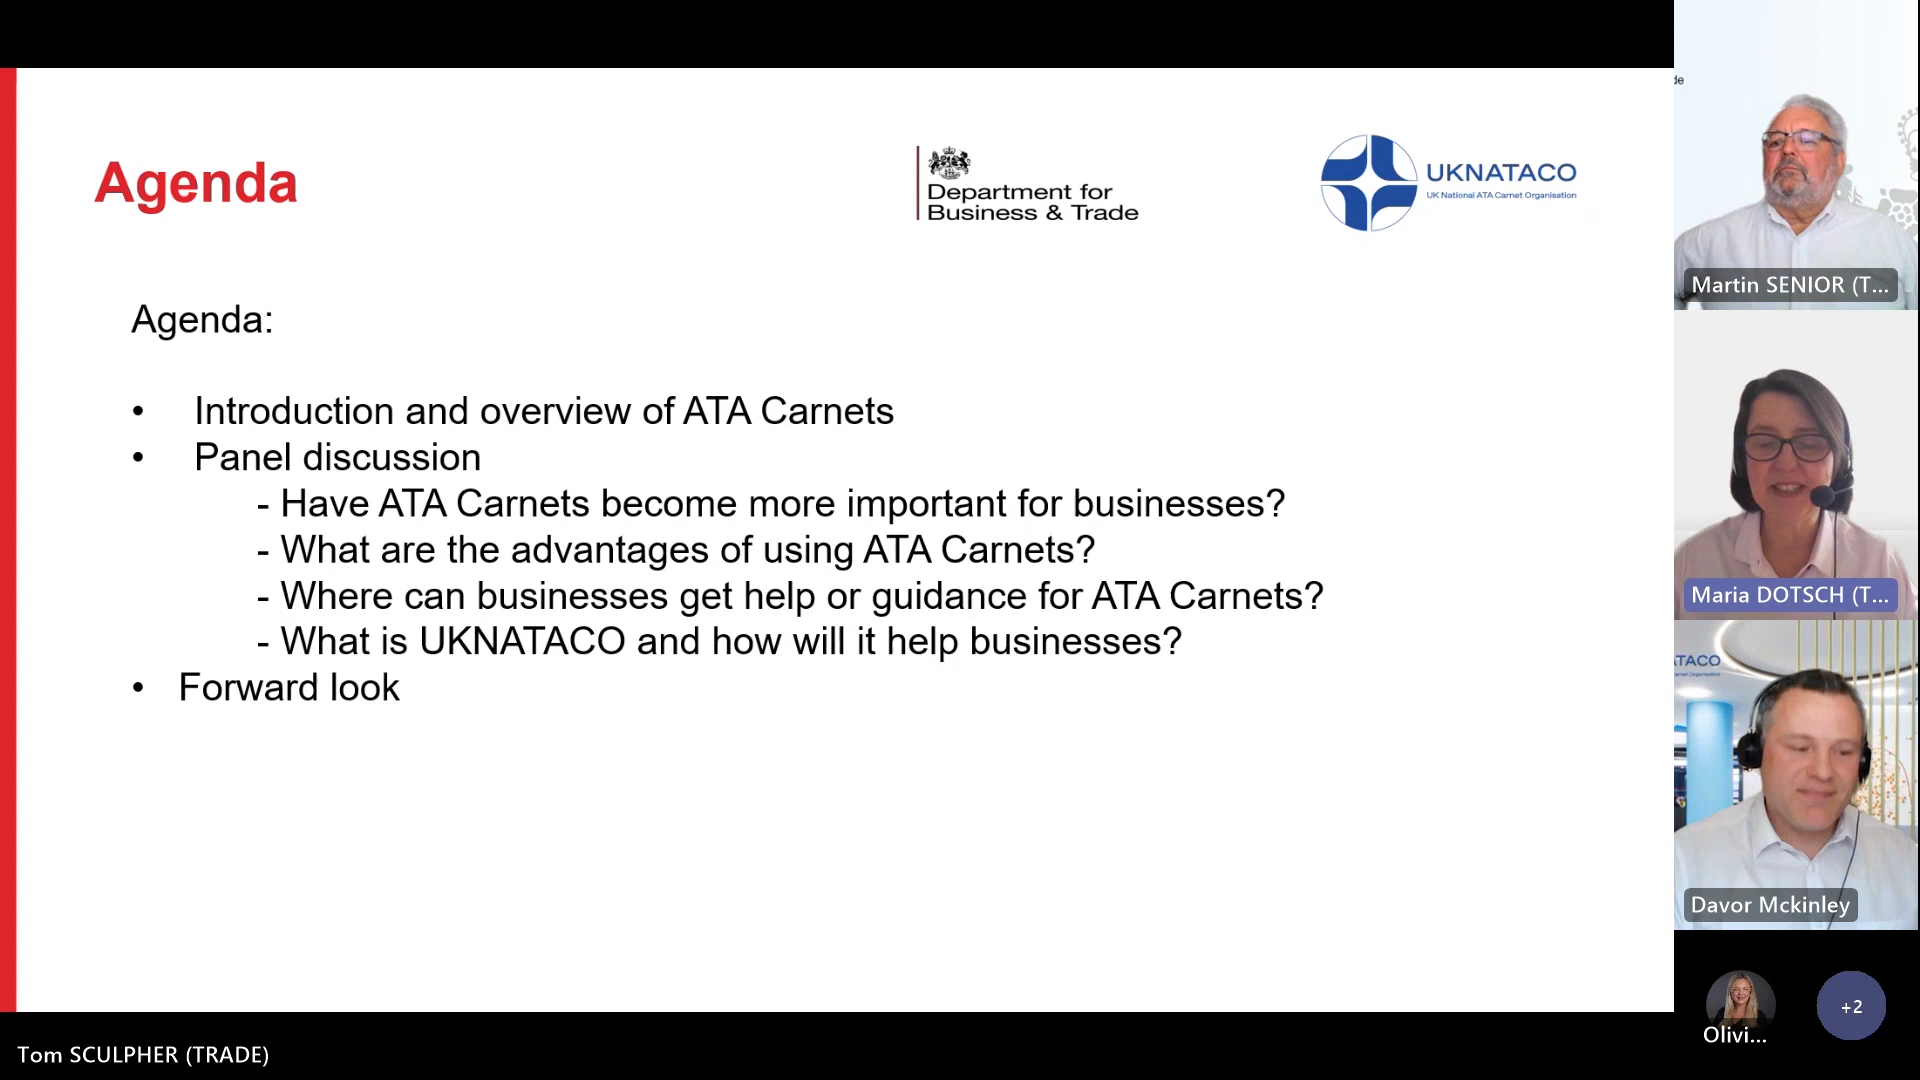 Agenda
Department for
Business & Trade
UKNATACO
UK National ATA Carnet Organisation
Agenda:
• Introduction and overview of ATA Carnets
• Panel discussion
- Have ATA Carnets become more important for businesses?
- What are the advantages of using ATA Carnets?
- Where can businesses get help or guidance for ATA Carnets?
- What is UKNATACO and how will it help businesses?
• Forward look
de
Martin SENIOR (T...
Maria DOTSCH (T...
TACO
Davor Mckinley
+2
Olivi...
Tom SCULPHER (TRADE)